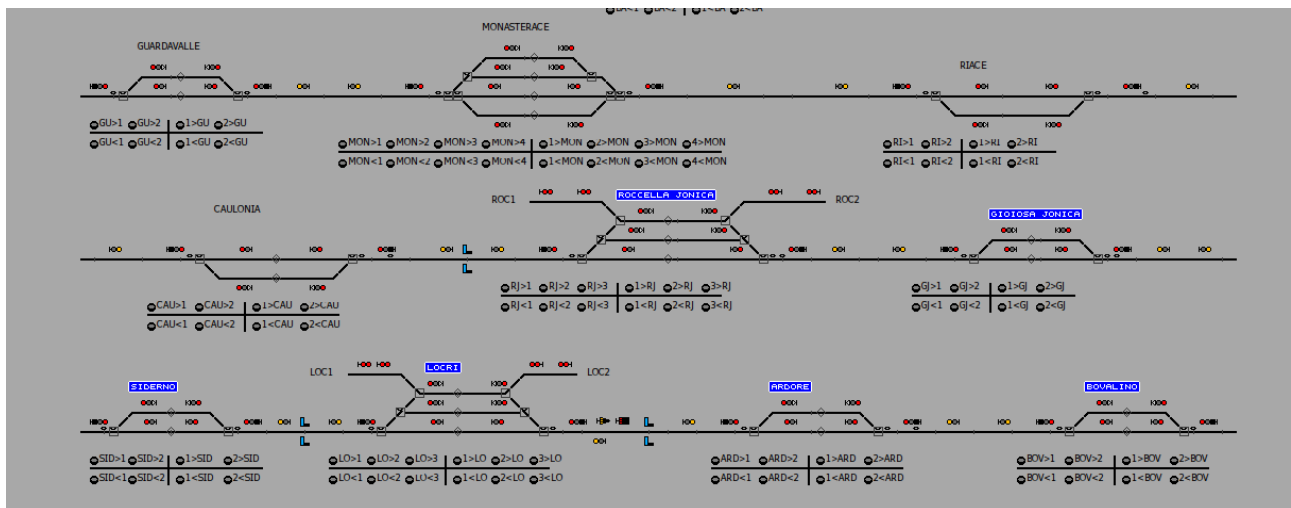 LA<1 LA<2 1<LA 2<LA
MONASTERACE
GUARDAVALLE
RIACE
GU>1 GU>2 1>GU 2>GU
GU<1 GU<2 1<GU 2<GU
MON>1 MON>2 MON>3 MON>4 1>MON 2>MON 3>MON 4>MON
MON<1 MON<2 MON<3 MON<4 1<MON 2<MON 3<MON 4<MON
RI>1 RI>2 1>RI 2>RI
RI<1 RI<2 1<RI 2<RI
CAULONIA
ROC1
ROCCELLA JONICA
ROC2
GIOIOSA JONICA
CAU>1 CAU>2 1>CAU 2>CAU
CAU<1 CAU<2 1<CAU 2<CAU
RJ>1 RJ>2 RJ>3 1>RJ 2>RJ 3>RJ
RJ<1 RJ<2 RJ<3 1<RJ 2<RJ 3<RJ
GJ>1 GJ>2 1>GJ 2>GJ
GJ<1 GJ<2 1<GJ 2<GJ
SIDERNO
LOC1
LOCRI
LOC2
ARDORE
BOVALINO
SID>1 SID>2 1>SID 2>SID
SID<1 SID<2 1<SID 2<SID
LO>1 LO>2 LO>3 1>LO 2>LO 3>LO
LO<1 LO<2 LO<3 1<LO 2<LO 3<LO
ARD>1 ARD>2 1>ARD 2>ARD
ARD<1 ARD<2 1<ARD 2<ARD
BOV>1 BOV>2 1>BOV 2>BOV
BOV<1 BOV<2 1<BOV 2<BOV